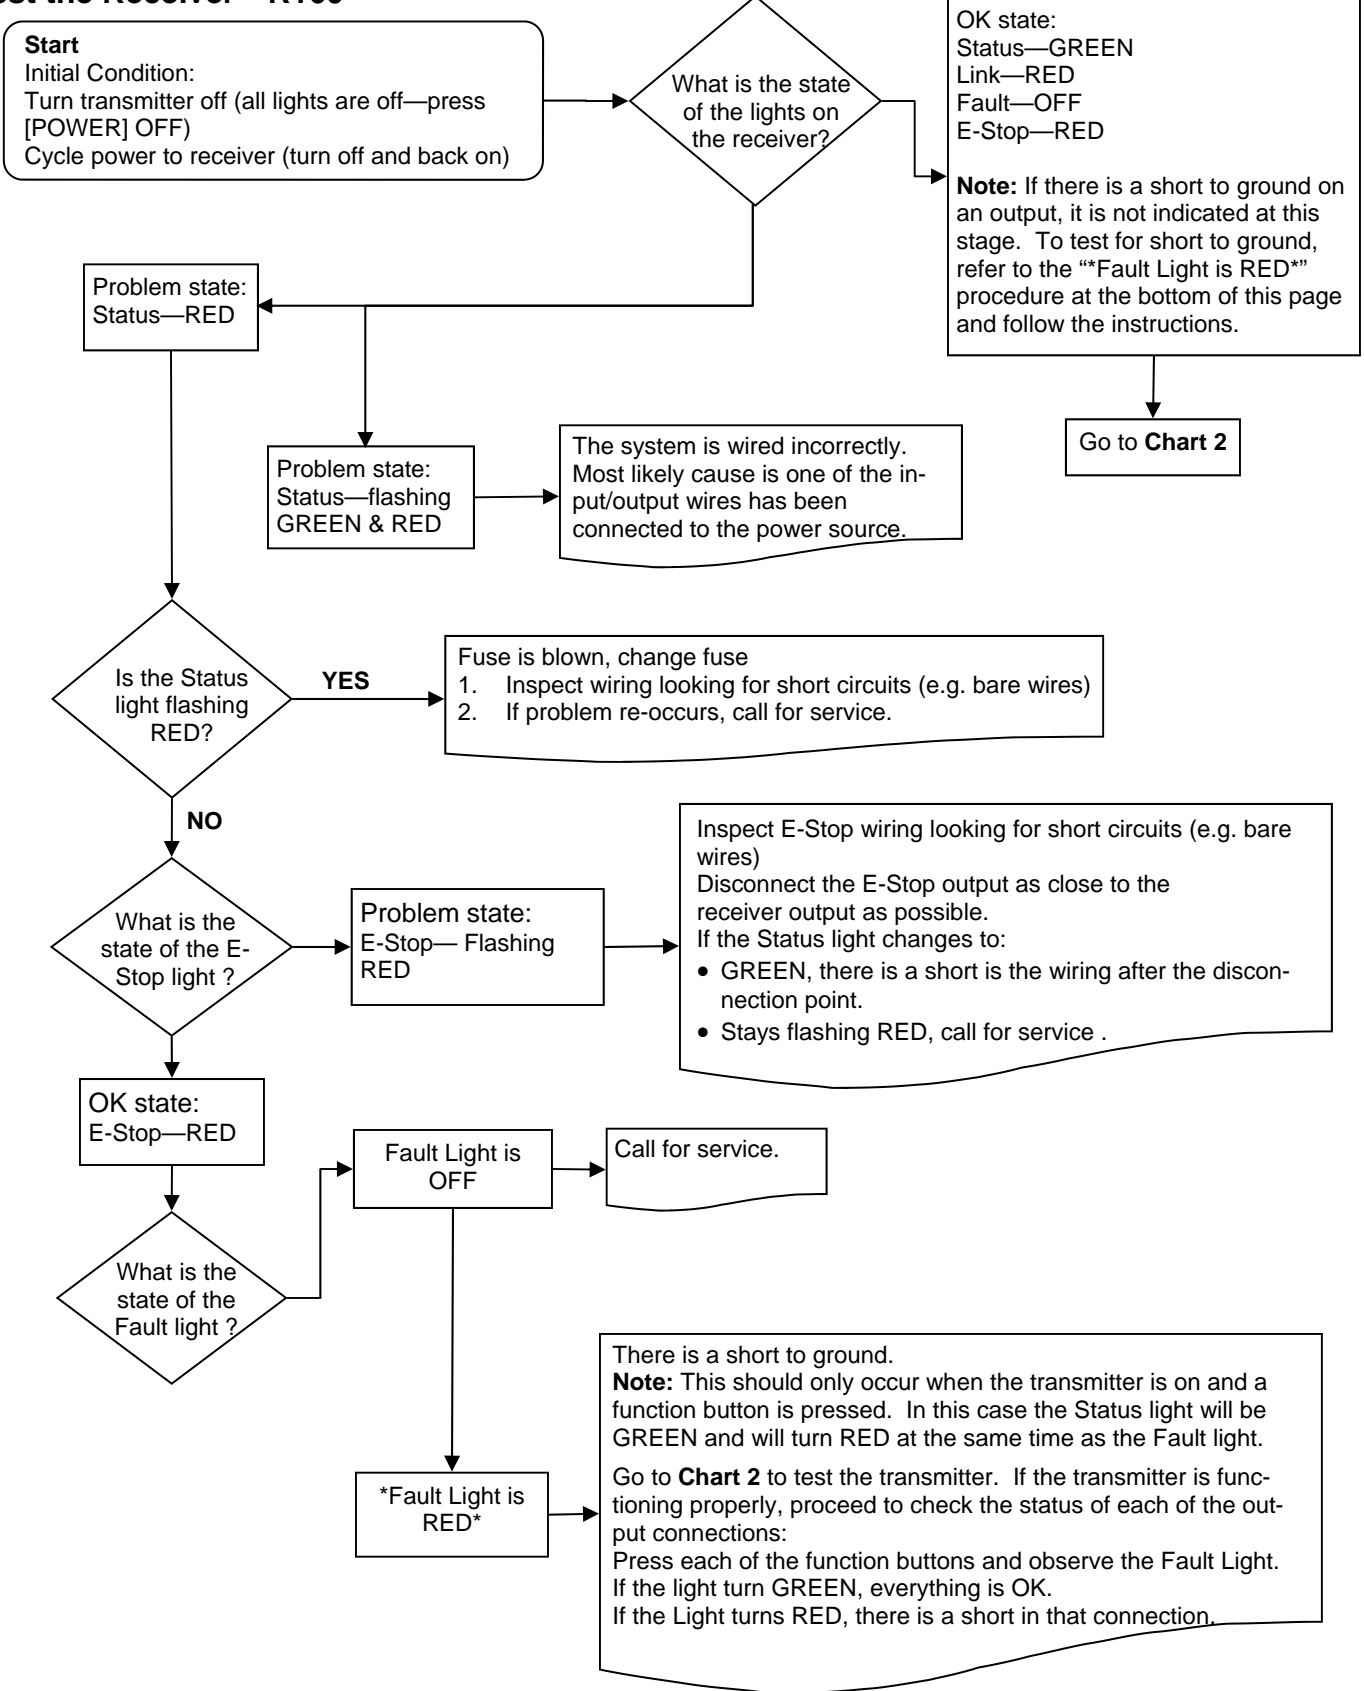 Start
Initial Condition:
Turn transmitter off (all lights are off—press
[POWER] OFF)
Cycle power to receiver (turn off and back on)
What is the state
of the lights on
the receiver?
OK state:
Status—GREEN
Link—RED
Fault—OFF
E-Stop—RED
Note: If there is a short to ground on
an output, it is not indicated at this
stage. To test for short to ground,
refer to the “*Fault Light is RED*”
procedure at the bottom of this page
and follow the instructions.
Go to Chart 2
Problem state:
Status—RED
Problem state:
Status—flashing
GREEN & RED
The system is wired incorrectly.
Most likely cause is one of the in-
put/output wires has been
connected to the power source.
Is the Status
light flashing
RED?
YES
Fuse is blown, change fuse
1. Inspect wiring looking for short circuits (e.g. bare wires)
2. If problem re-occurs, call for service.
NO
What is the
state of the E-
Stop light ?
Problem state:
E-Stop— Flashing
RED
Inspect E-Stop wiring looking for short circuits (e.g. bare
wires)
Disconnect the E-Stop output as close to the
receiver output as possible.
If the Status light changes to:
• GREEN, there is a short is the wiring after the discon-
nection point.
• Stays flashing RED, call for service .
OK state:
E-Stop—RED
What is the
state of the
Fault light ?
Fault Light is
OFF
Call for service.
*Fault Light is
RED*
There is a short to ground.
Note: This should only occur when the transmitter is on and a
function button is pressed. In this case the Status light will be
GREEN and will turn RED at the same time as the Fault light.
Go to Chart 2 to test the transmitter. If the transmitter is func-
tioning properly, proceed to check the status of each of the out-
put connections:
Press each of the function buttons and observe the Fault Light.
If the light turn GREEN, everything is OK.
If the Light turns RED, there is a short in that connection.